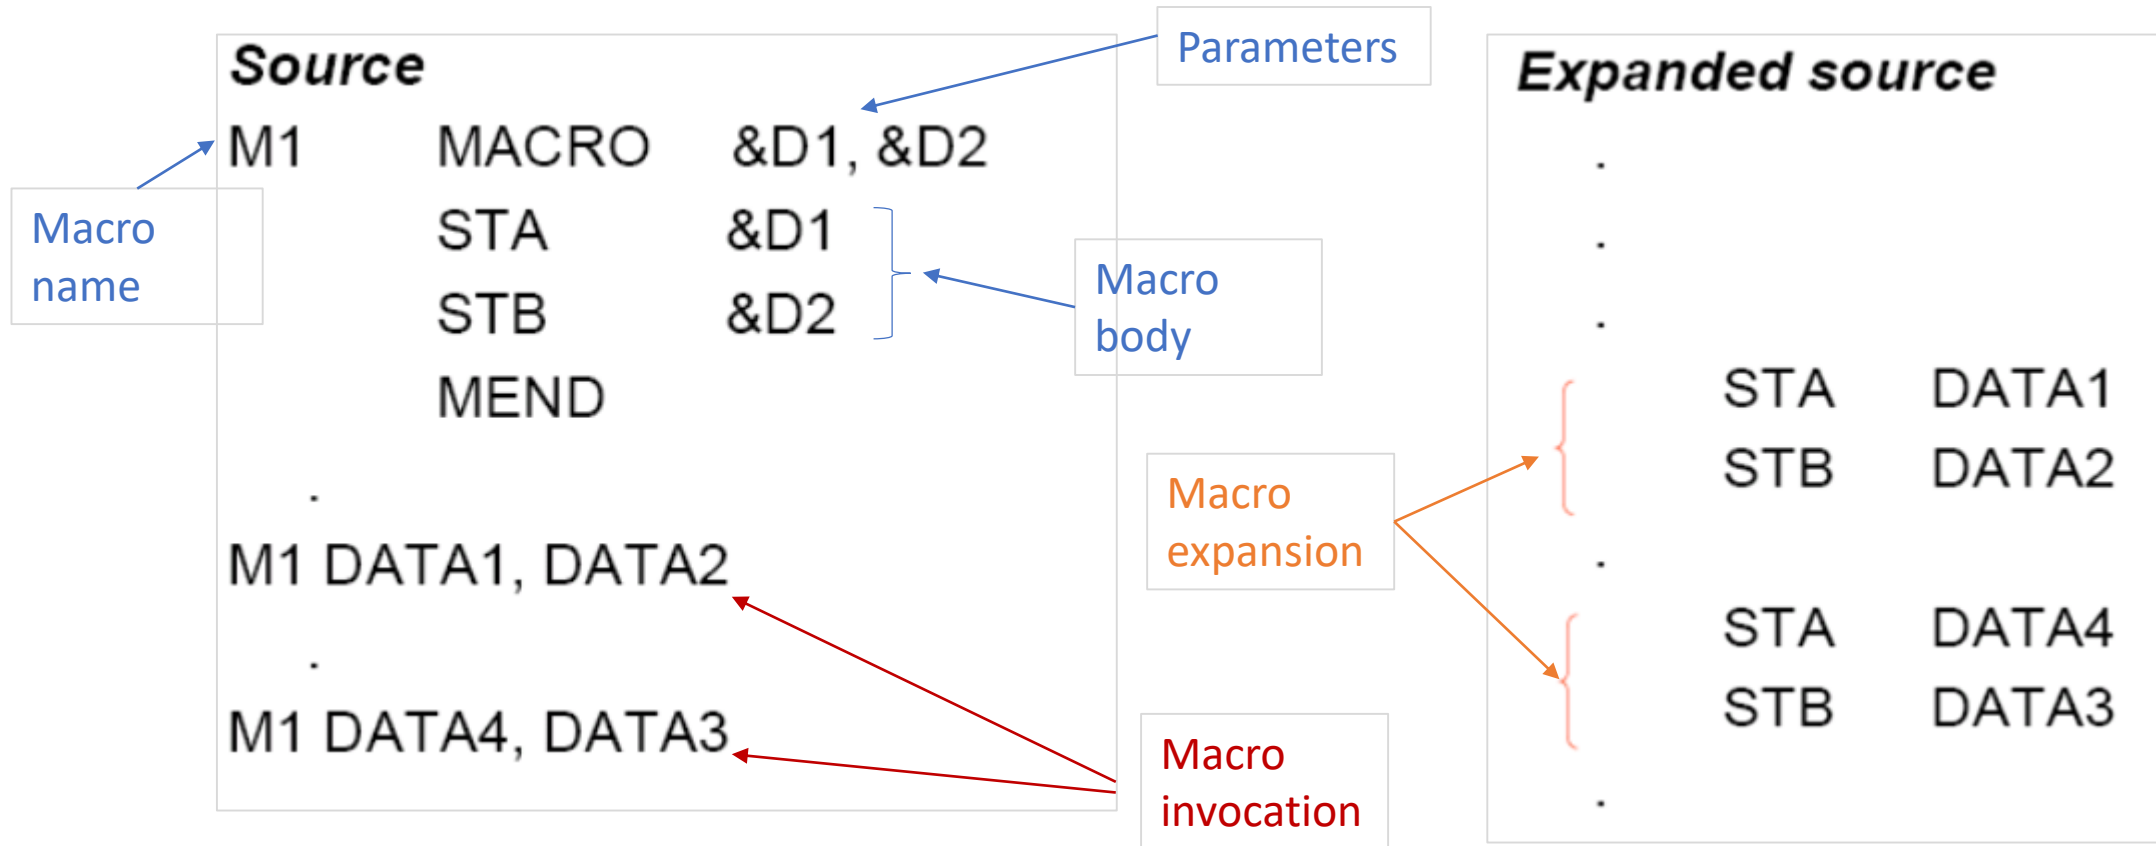 Source
M1 MACRO &D1, &D2
STA &D1
STB &D2
MEND
.
M1 DATA1, DATA2
.
M1 DATA4, DATA3
Macro
name
Parameters
Macro
body
Macro
expansion
Macro
invocation
Expanded source
.
.
.
STA DATA1
STB DATA2
.
STA DATA4
STB DATA3
.